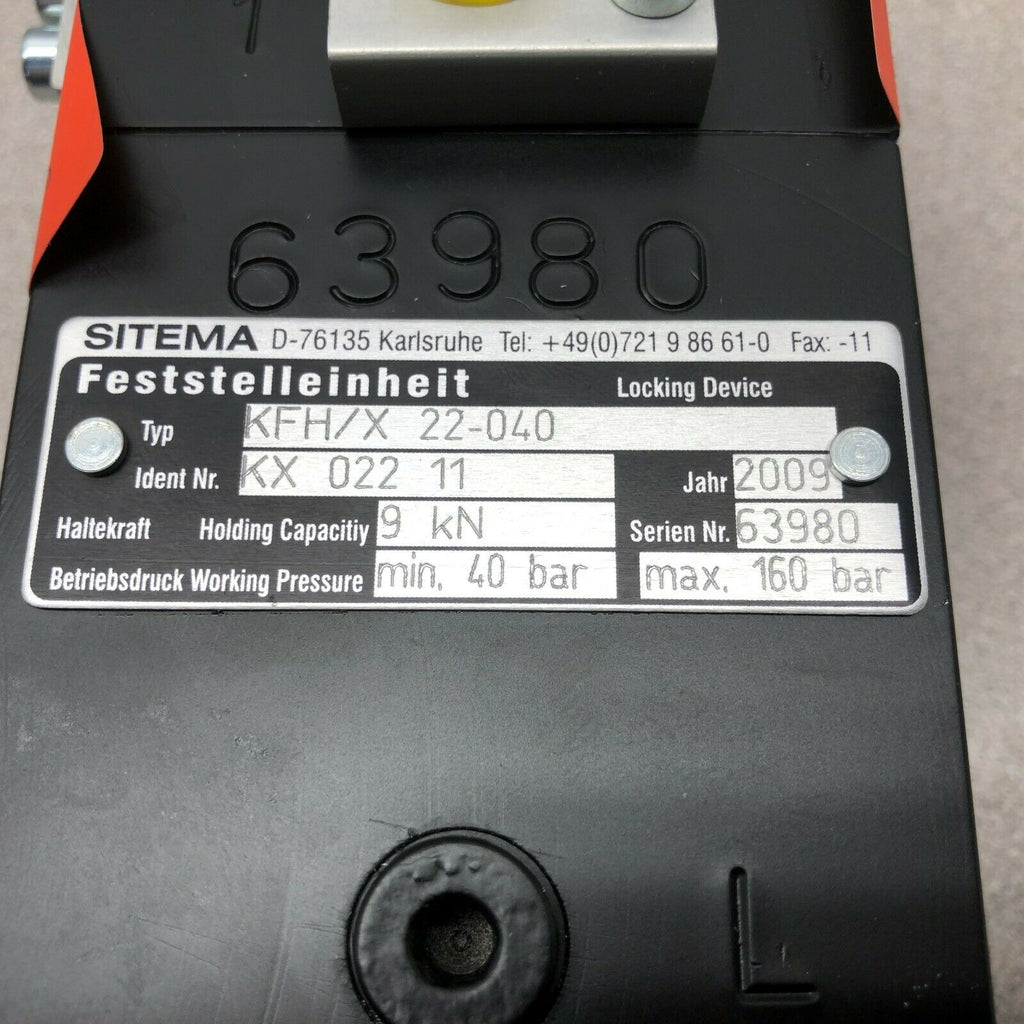 1
63980
SITEMA D-76135 Karlsruhe Tel: +49(0)721 9 86 61-0 Fax: -11
Feststelleinheit Locking Device
Typ KFH/X 22-040
Ident Nr. KX 022 11 Jahr 2009
Haltekraft Holding Capacitiy 9 kN Serien Nr. 63980
Betriebsdruck Working Pressure min. 40 bar max. 160 bar
L